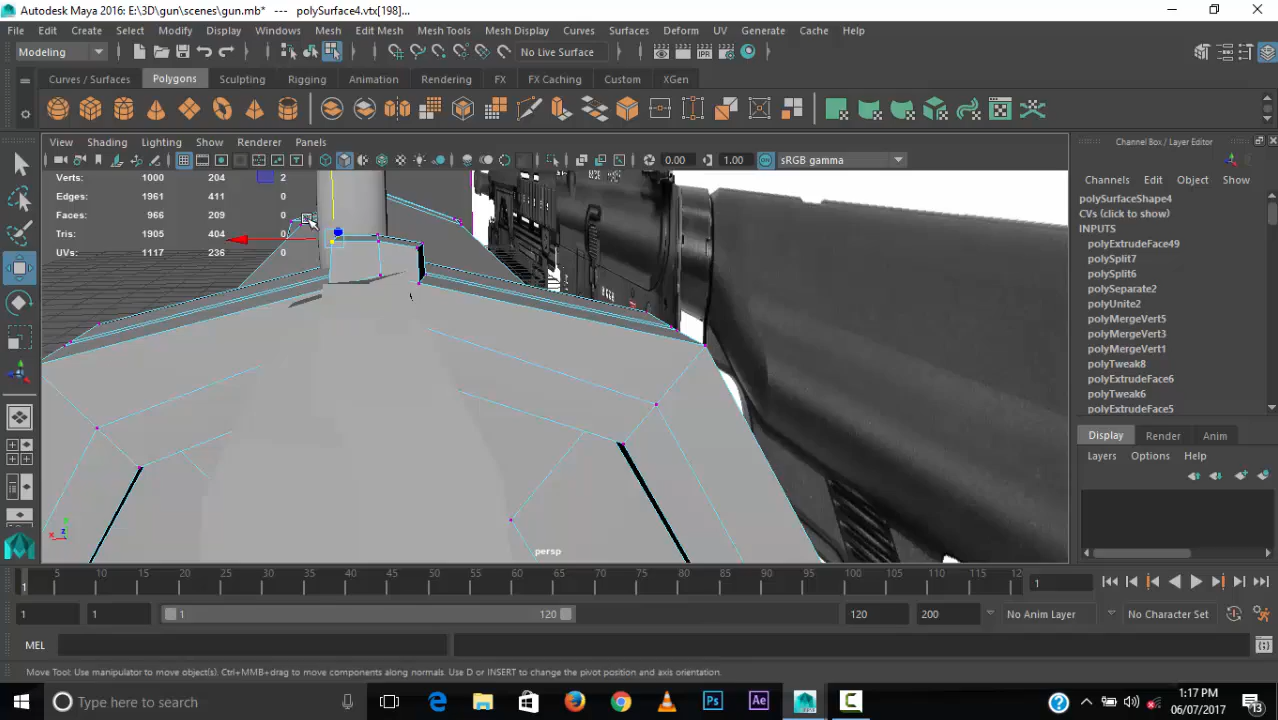 Autodesk Maya 2016: E:\3D\gun\scenes\gun.mb* --- polySurface4.vtx[198]...
File Edit Create Select Modify Display Windows Mesh Edit Mesh Mesh Tools Mesh Display Curves Surfaces Deform UV Generate Cache Help
Modeling No Live Surface
Curves / Surfaces Polygons Sculpting Rigging Animation Rendering FX FX Caching Custom XGen
View Shading Lighting Show Renderer Panels
0.00 1.00 sRGB gamma
Verts: 1000 204 2
Edges: 1961 411 0
Faces: 966 209 0
Tris: 1905 404 0
UVs: 1117 236 0
persp
Channel Box / Layer Editor
Channels Edit Object Show
polySurfaceShape4
CVs (click to show)
INPUTS
polyExtrudeFace49
polySplit7
polySplit6
polySeparate2
polyUnite2
polyMergeVert5
polyMergeVert3
polyMergeVert1
polyTweak8
polyExtrudeFace6
polyTweak6
polyExtrudeFace5
Display Render Anim
Layers Options Help
5 10 15 20 25 30 35 40 45 50 55 60 65 70 75 80 85 90 95 100 105 110 115 12
1
1 1 1 120 120 200 No Anim Layer No Character Set
MEL
Move Tool: Use manipulator to move object(s). Ctrl+MMB+drag to move components along normals. Use D or INSERT to change the pivot position and axis orientation.
Type here to search
1:17 PM
06/07/2017
13